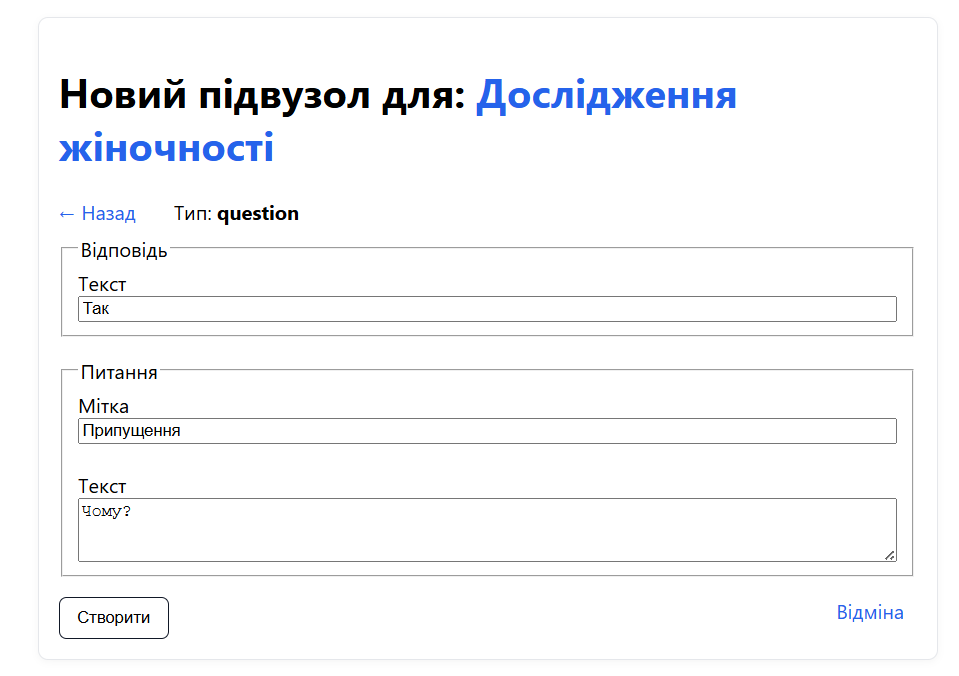 Новий підвузол для: Дослідження
жіночності
← Назад Тип: question
Відповідь
Текст
Так
Питання
Мітка
Припущення
Текст
Чому?
Створити
Відміна